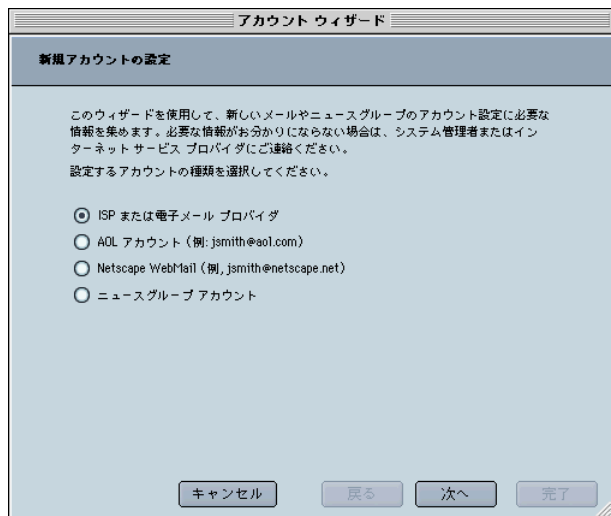 アカウント ウィザード
新規アカウントの設定
このウィザードを使用して、新しいメールやニュースグループのアカウント設定に必要な
情報を集めます。必要な情報がお分かりにならない場合は、システム管理者またはイン
ターネット サービス プロバイダにご連絡ください。
設定するアカウントの種類を選択してください。
ISP または電子メール プロバイダ
AOL アカウント (例: jsmith@aol.com)
Netscape WebMail (例, jsmith@netscape.net)
ニュースグループ アカウント
キャンセル 戻る 次へ 完了